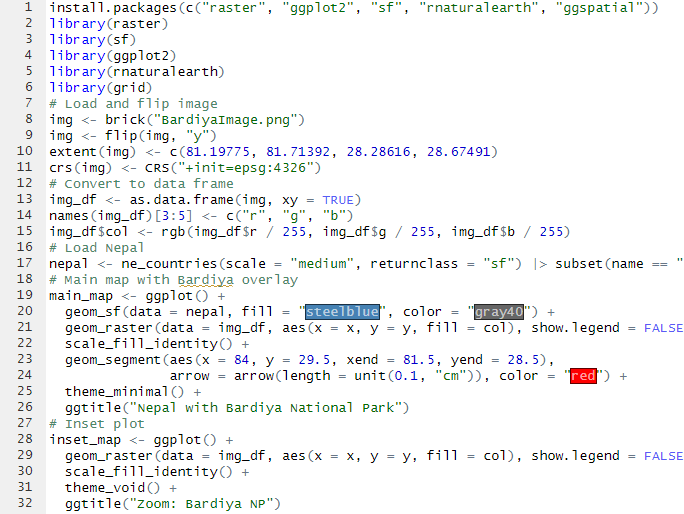 1 install.packages(c("raster", "ggplot2", "sf", "rnaturalearth", "ggspatial"))
2 library(raster)
3 library(sf)
4 library(ggplot2)
5 library(rnaturalearth)
6 library(grid)
7 # Load and flip image
8 img <- brick("BardiyaImage.png")
9 img <- flip(img, "y")
10 extent(img) <- c(81.19775, 81.71392, 28.28616, 28.67491)
11 crs(img) <- CRS("+init=epsg:4326")
12 # Convert to data frame
13 img_df <- as.data.frame(img, xy = TRUE)
14 names(img_df)[3:5] <- c("r", "g", "b")
15 img_df$col <- rgb(img_df$r / 255, img_df$g / 255, img_df$b / 255)
16 # Load Nepal
17 nepal <- ne_countries(scale = "medium", returnclass = "sf") |> subset(name == "
18 # Main map with Bardiya overlay
19 main_map <- ggplot() +
20   geom_sf(data = nepal, fill = "steelblue", color = "gray40") +
21   geom_raster(data = img_df, aes(x = x, y = y, fill = col), show.legend = FALSE
22   scale_fill_identity() +
23   geom_segment(aes(x = 84, y = 29.5, xend = 81.5, yend = 28.5),
24                arrow = arrow(length = unit(0.1, "cm")), color = "red") +
25   theme_minimal() +
26   ggtitle("Nepal with Bardiya National Park")
27 # Inset plot
28 inset_map <- ggplot() +
29   geom_raster(data = img_df, aes(x = x, y = y, fill = col), show.legend = FALSE
30   scale_fill_identity() +
31   theme_void() +
32   ggtitle("Zoom: Bardiya NP")